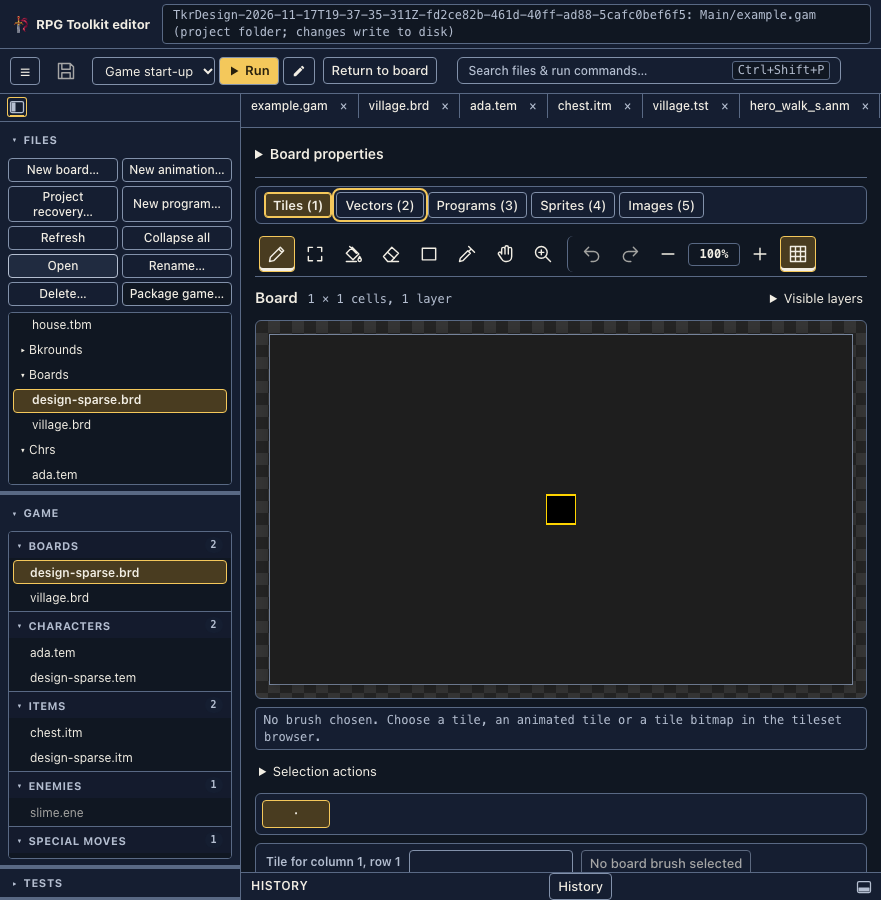 RPG Toolkit editor
TkrDesign-2026-11-17T19-37-35-311Z-fd2ce82b-461d-40ff-ad88-5cafc0bef6f5: Main/example.gam
(project folder; changes write to disk)
Game start-up
Run
Return to board
Search files & run commands...
Ctrl+Shift+P
example.gam ×
village.brd ×
ada.tem ×
chest.itm ×
village.tst ×
hero_walk_s.anm ×
FILES
New board...
New animation...
Project
recovery...
New program...
Refresh
Collapse all
Open
Rename...
Delete...
Package game...
house.tbm
Bkrounds
Boards
design-sparse.brd
village.brd
Chrs
ada.tem
GAME
BOARDS 2
design-sparse.brd
village.brd
CHARACTERS 2
ada.tem
design-sparse.tem
ITEMS 2
chest.itm
design-sparse.itm
ENEMIES 1
slime.ene
SPECIAL MOVES 1
TESTS
Board properties
Tiles (1)
Vectors (2)
Programs (3)
Sprites (4)
Images (5)
100%
Board 1 × 1 cells, 1 layer
Visible layers
No brush chosen. Choose a tile, an animated tile or a tile bitmap in the tileset
browser.
Selection actions
·
Tile for column 1, row 1
No board brush selected
HISTORY
History